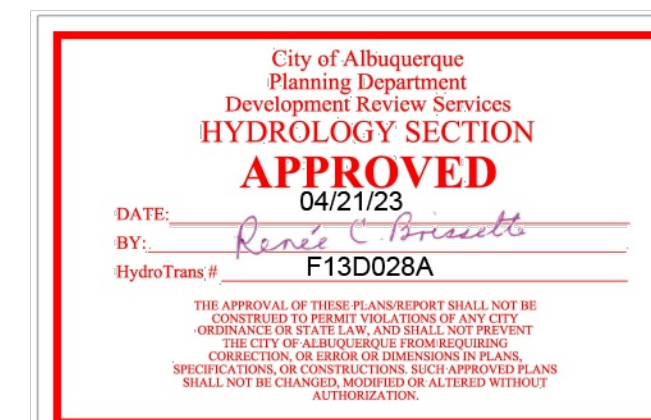 City of Albuquerque
Planning Department
Development Review Services
HYDROLOGY SECTION
APPROVED
DATE: 04/21/23
BY: Renée C. Brissette
HydroTrans # F13D028A
THE APPROVAL OF THESE PLANS/REPORT SHALL NOT BE
CONSTRUED TO PERMIT VIOLATIONS OF ANY CITY
ORDINANCE OR STATE LAW, AND SHALL NOT PREVENT
THE CITY OF ALBUQUERQUE FROM REQUIRING
CORRECTION, OR ERROR OR DIMENSIONS IN PLANS,
SPECIFICATIONS, OR CONSTRUCTIONS. SUCH APPROVED PLANS
SHALL NOT BE CHANGED, MODIFIED OR ALTERED WITHOUT
AUTHORIZATION.